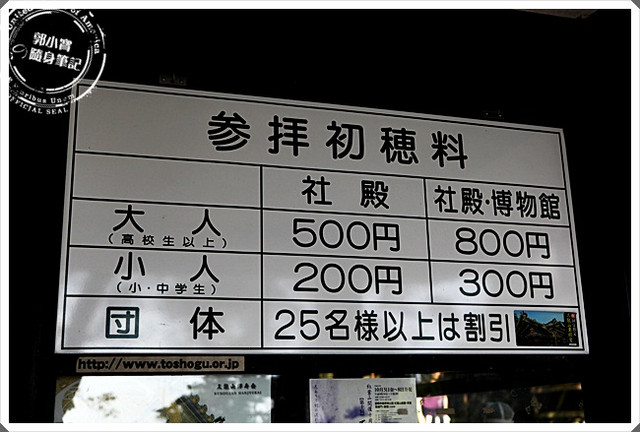 郭小寶
の隨身筆記
OFFICIAL SEAL
参拝初穂料
社殿 社殿・博物館
大人 500円 800円
(高校生以上)
小人 200円 300円
(小・中学生)
団体 25名様以上は割引
http://www.toshogu.or.jp